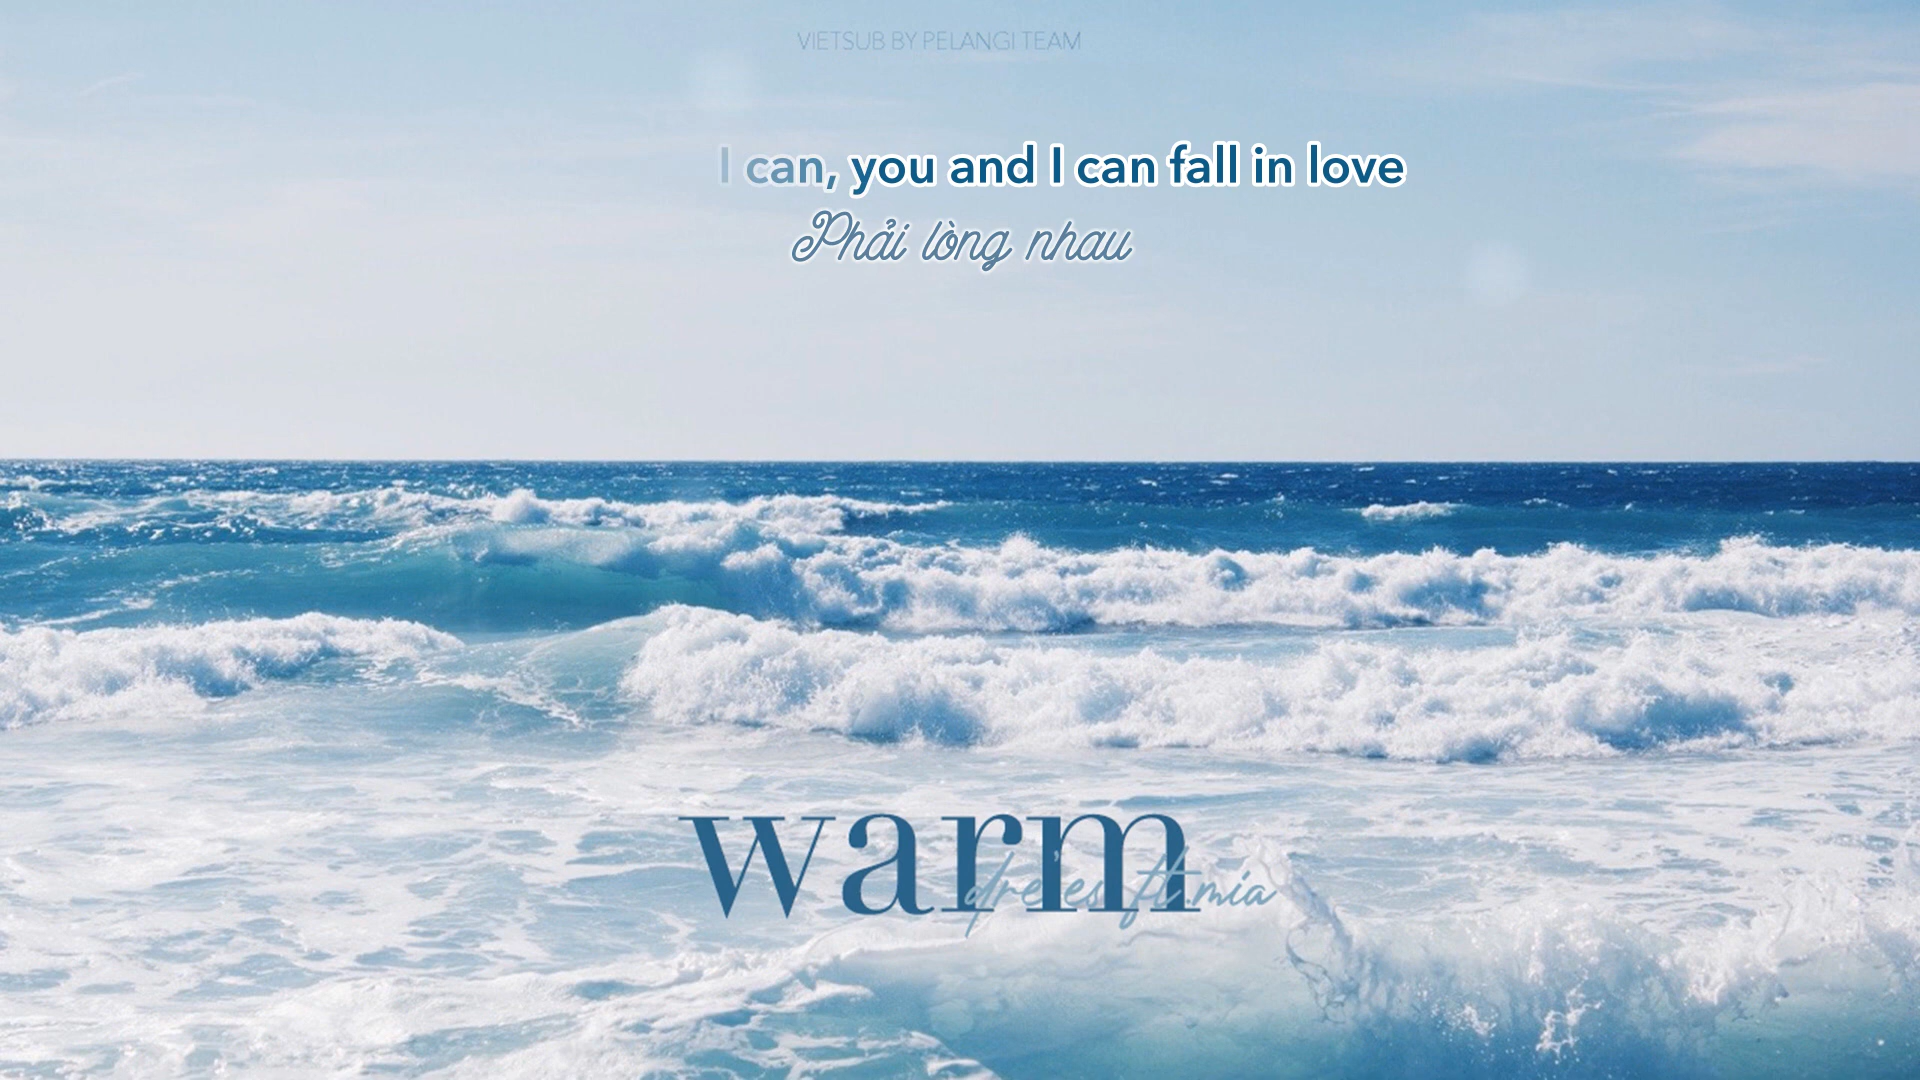 VIETSUB BY PELANGI TEAM
I can, you and I can fall in love
Phải lòng nhau
warm
dre'es ft. mia